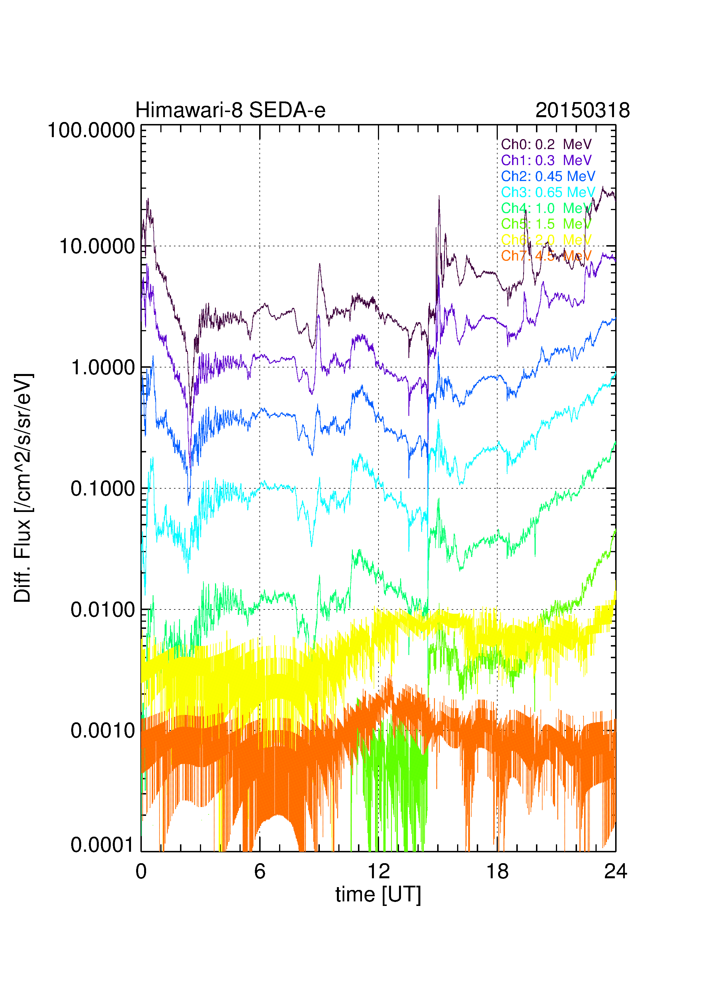 Himawari-8 SEDA-e 20150318
100.0000
Ch0: 0.2 MeV
Ch1: 0.3 MeV
Ch2: 0.45 MeV
Ch3: 0.65 MeV
Ch4: 1.0 MeV
Ch5: 1.5 MeV
Ch6: 2.0 MeV
Ch7: 4.5 MeV
10.0000
1.0000
0.1000
0.0100
0.0010
0.0001
Diff. Flux [/cm^2/s/sr/eV]
0 6 12 18 24
time [UT]